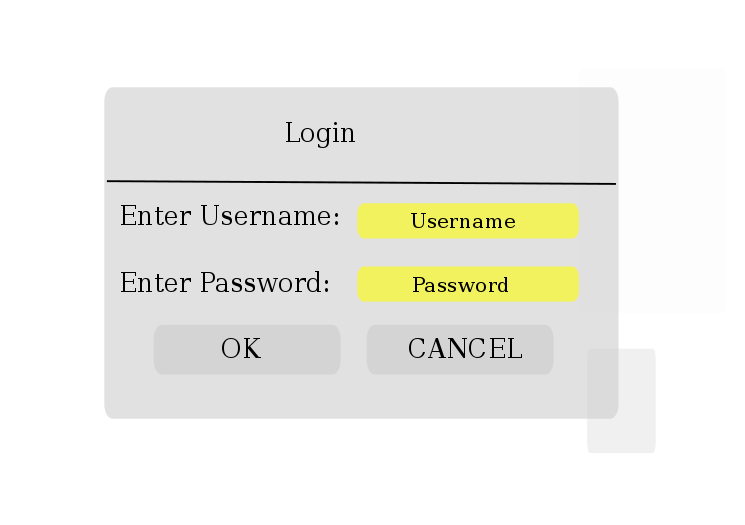 Login
Enter Username: Username
Enter Password: Password
OK CANCEL